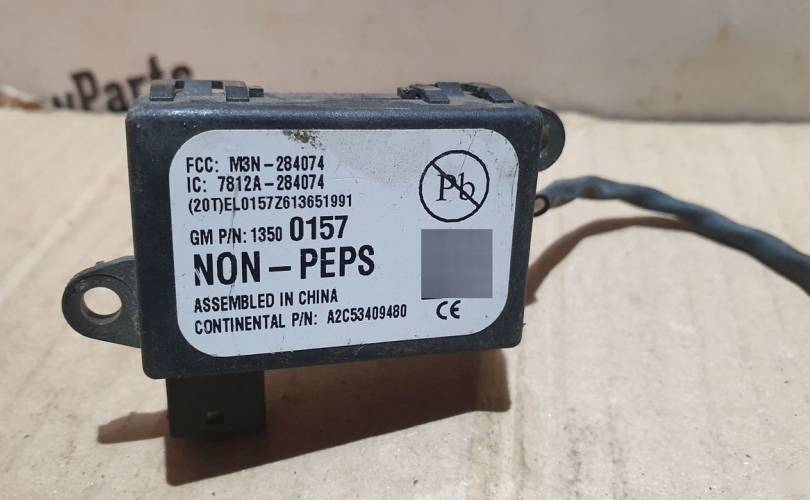 yParts
FCC: M3N-284074
IC: 7812A-284074
(20T)EL0157Z613651991
Pb
GM P/N: 1350 0157
NON-PEPS
ASSEMBLED IN CHINA
CONTINENTAL P/N: A2C53409480
CE